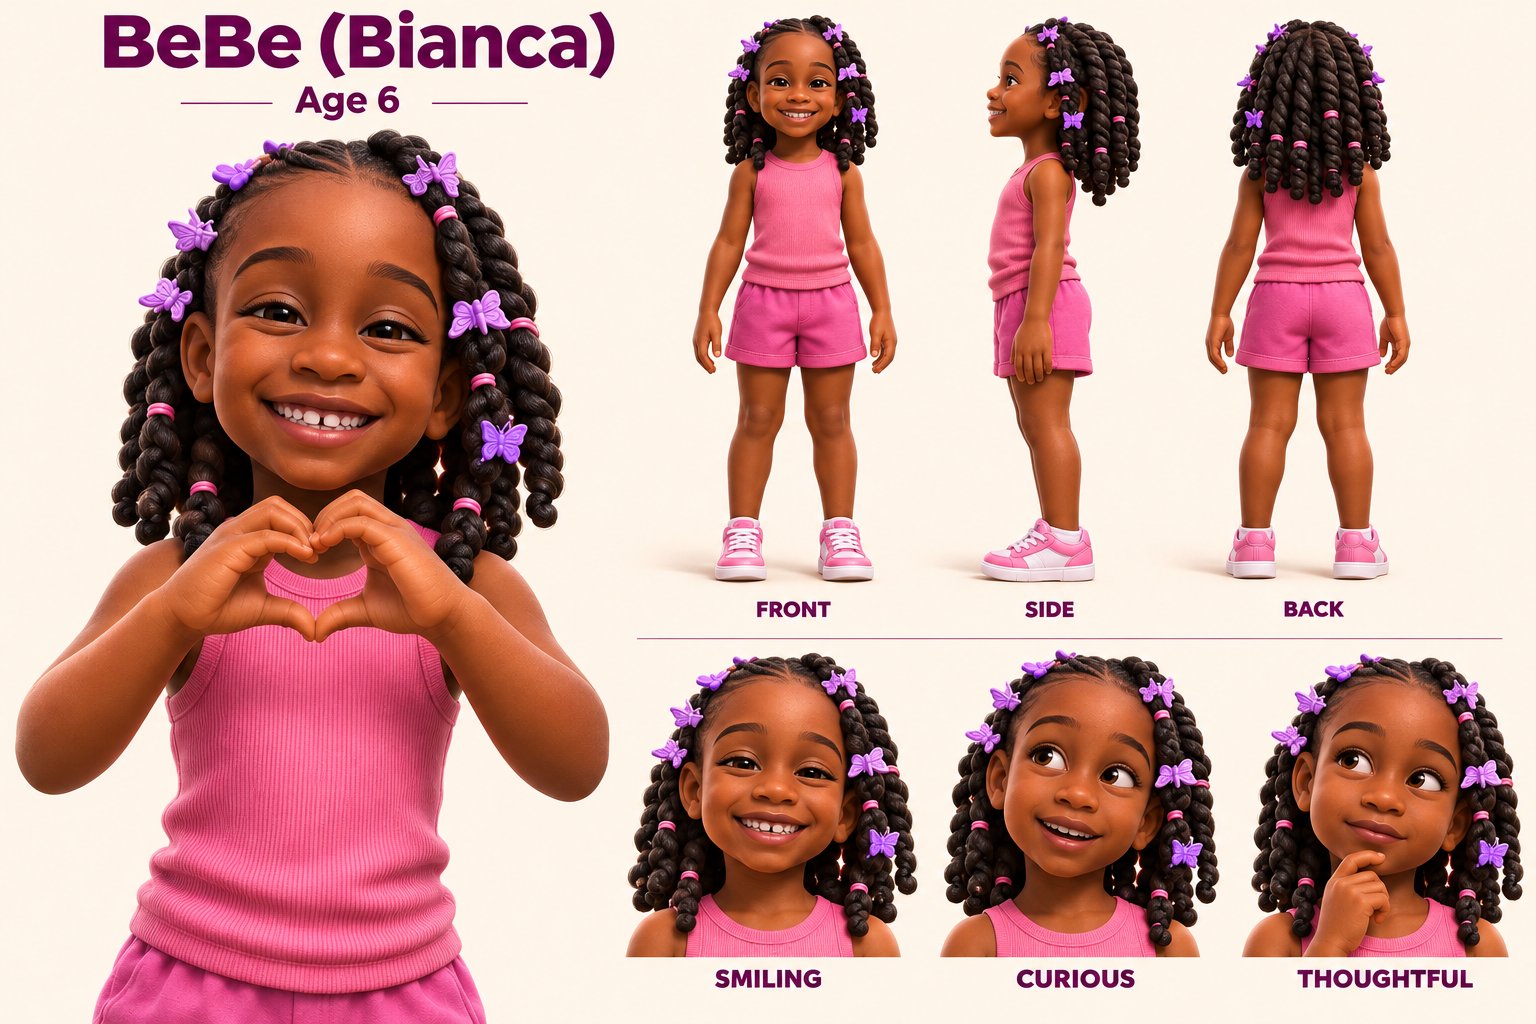 BeBe (Bianca)
Age 6
FRONT
SIDE
BACK
SMILING
CURIOUS
THOUGHTFUL